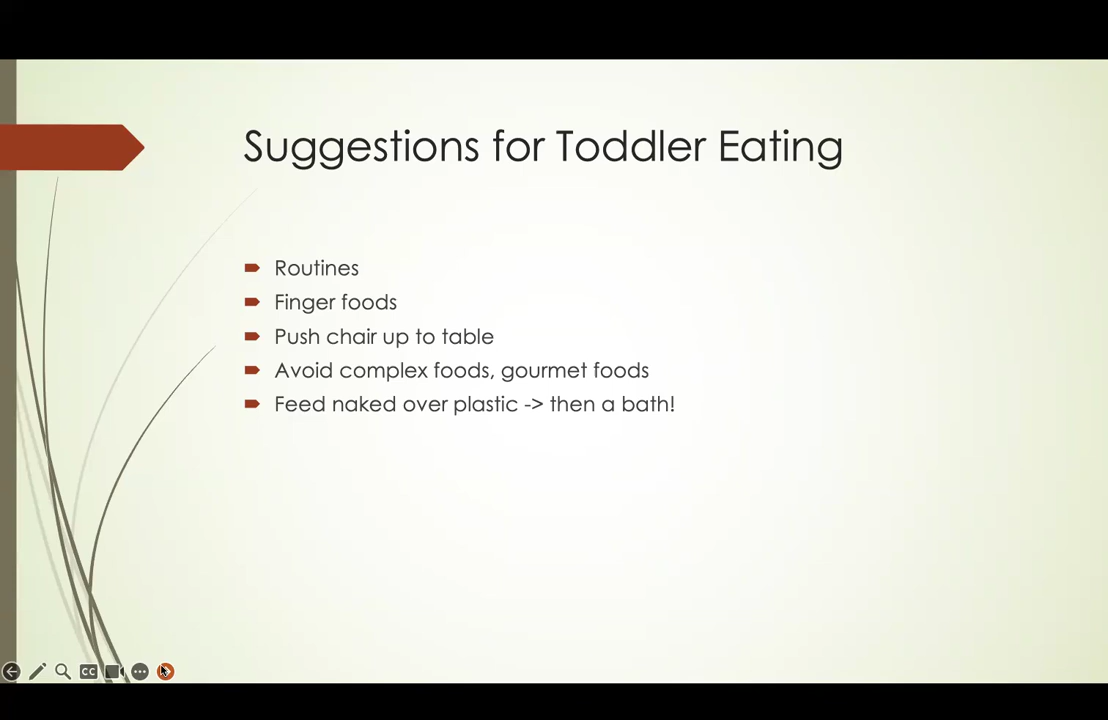 Suggestions for Toddler Eating
Routines
Finger foods
Push chair up to table
Avoid complex foods, gourmet foods
Feed naked over plastic -> then a bath!
CC